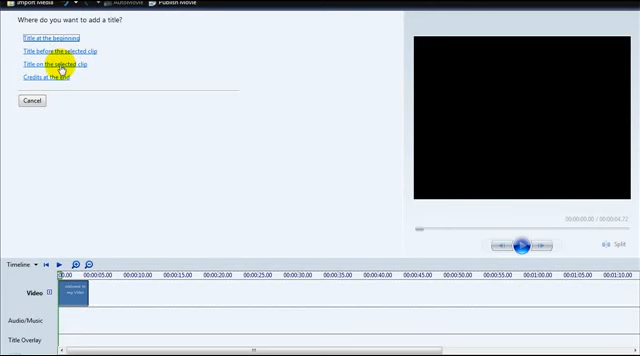 Import Media AutoMovie Publish Movie
Where do you want to add a title?
Title at the beginning
Title before the selected clip
Title on the selected clip
Credits at the end
Cancel
00:00:00.00 / 00:00:04.72
Split
Timeline
00.00 00:00:05.00 00:00:10.00 00:00:15.00 00:00:20.00 00:00:25.00 00:00:30.00 00:00:35.00 00:00:40.00 00:00:45.00 00:00:50.00 00:00:55.00 00:01:00.00 00:01:05.00 00:01:10.00
Video
my video
Audio/Music
Title Overlay